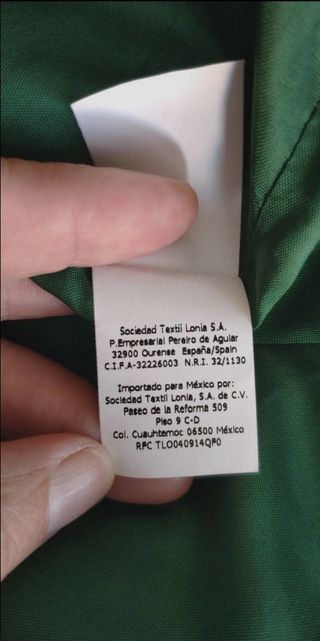 Sociedad Textil Lonia S.A.
P.Empresarial Pereiro de Aguiar
32900 Ourense España/Spain
C.I.F.A-32226003 N.R.I. 32/1130
Importado para México por:
Sociedad Textil Lonia, S.A. de C.V.
Paseo de la Reforma 509
Piso 9 C-D
Col. Cuauhtemoc 06500 México
RFC TLO040914QF0